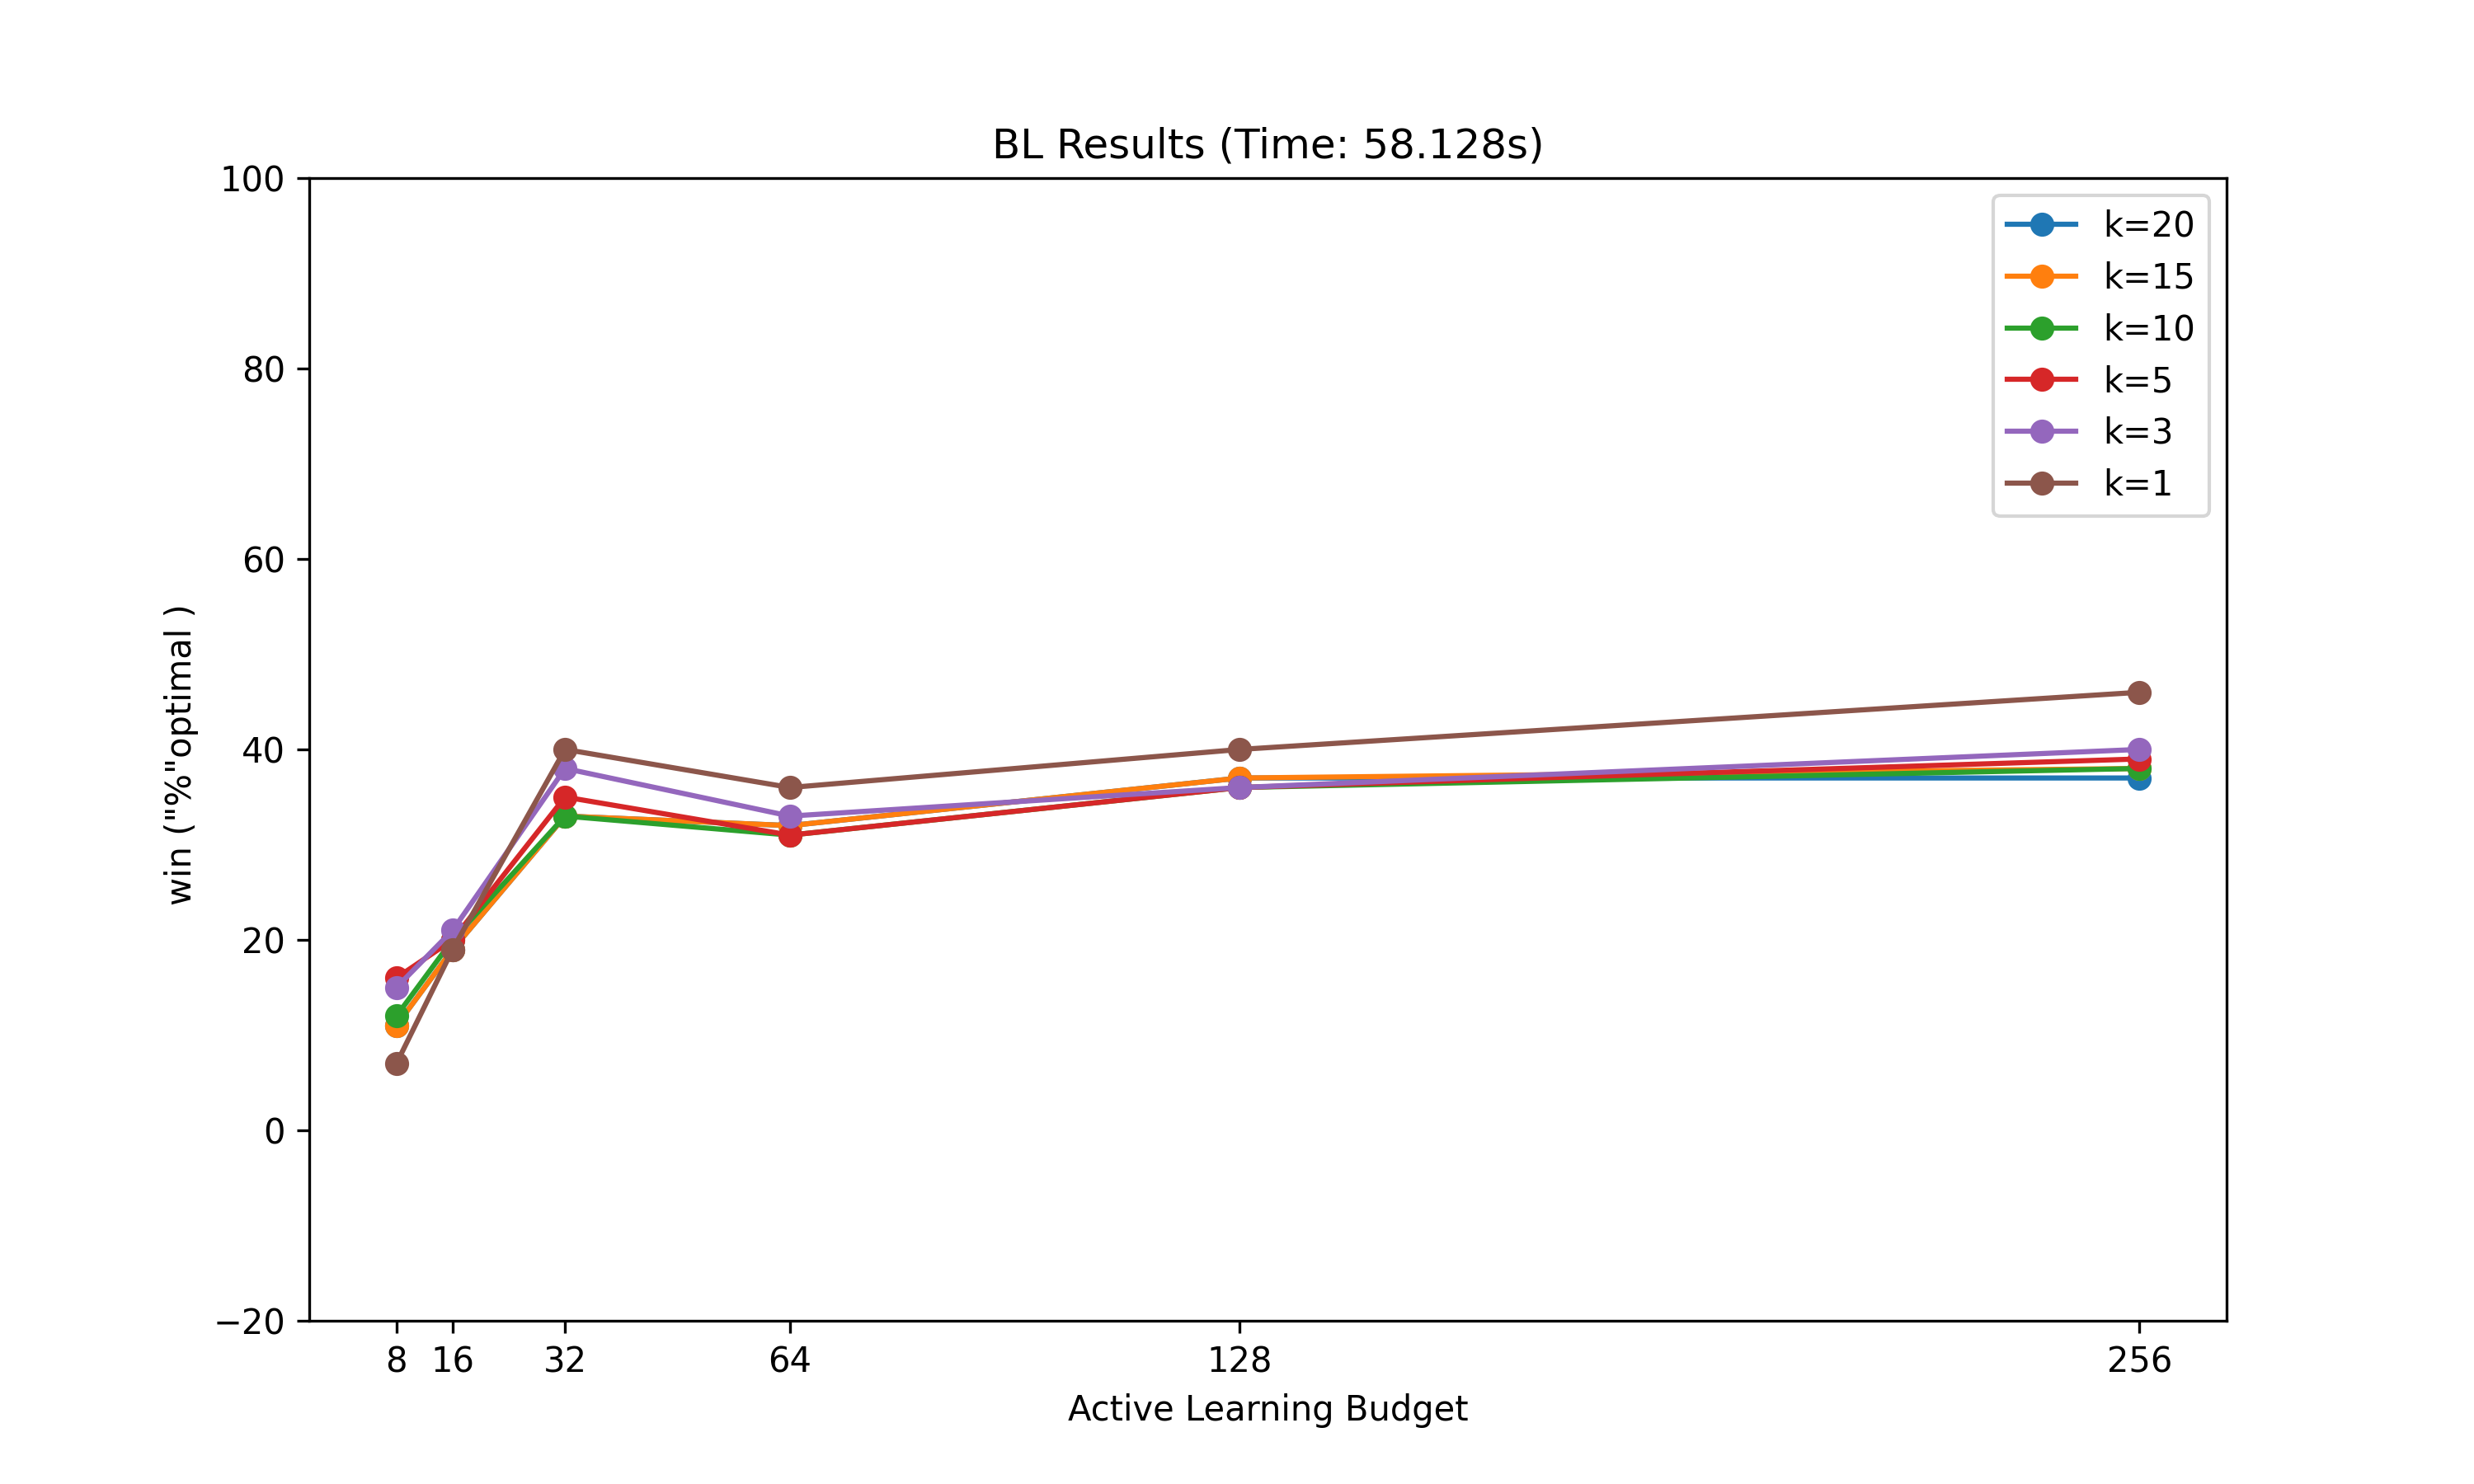 BL Results (Time: 58.128s)
100
80
60
40
20
0
−20
win ("%"optimal )
k=20
k=15
k=10
k=5
k=3
k=1
8 16 32 64 128 256
Active Learning Budget